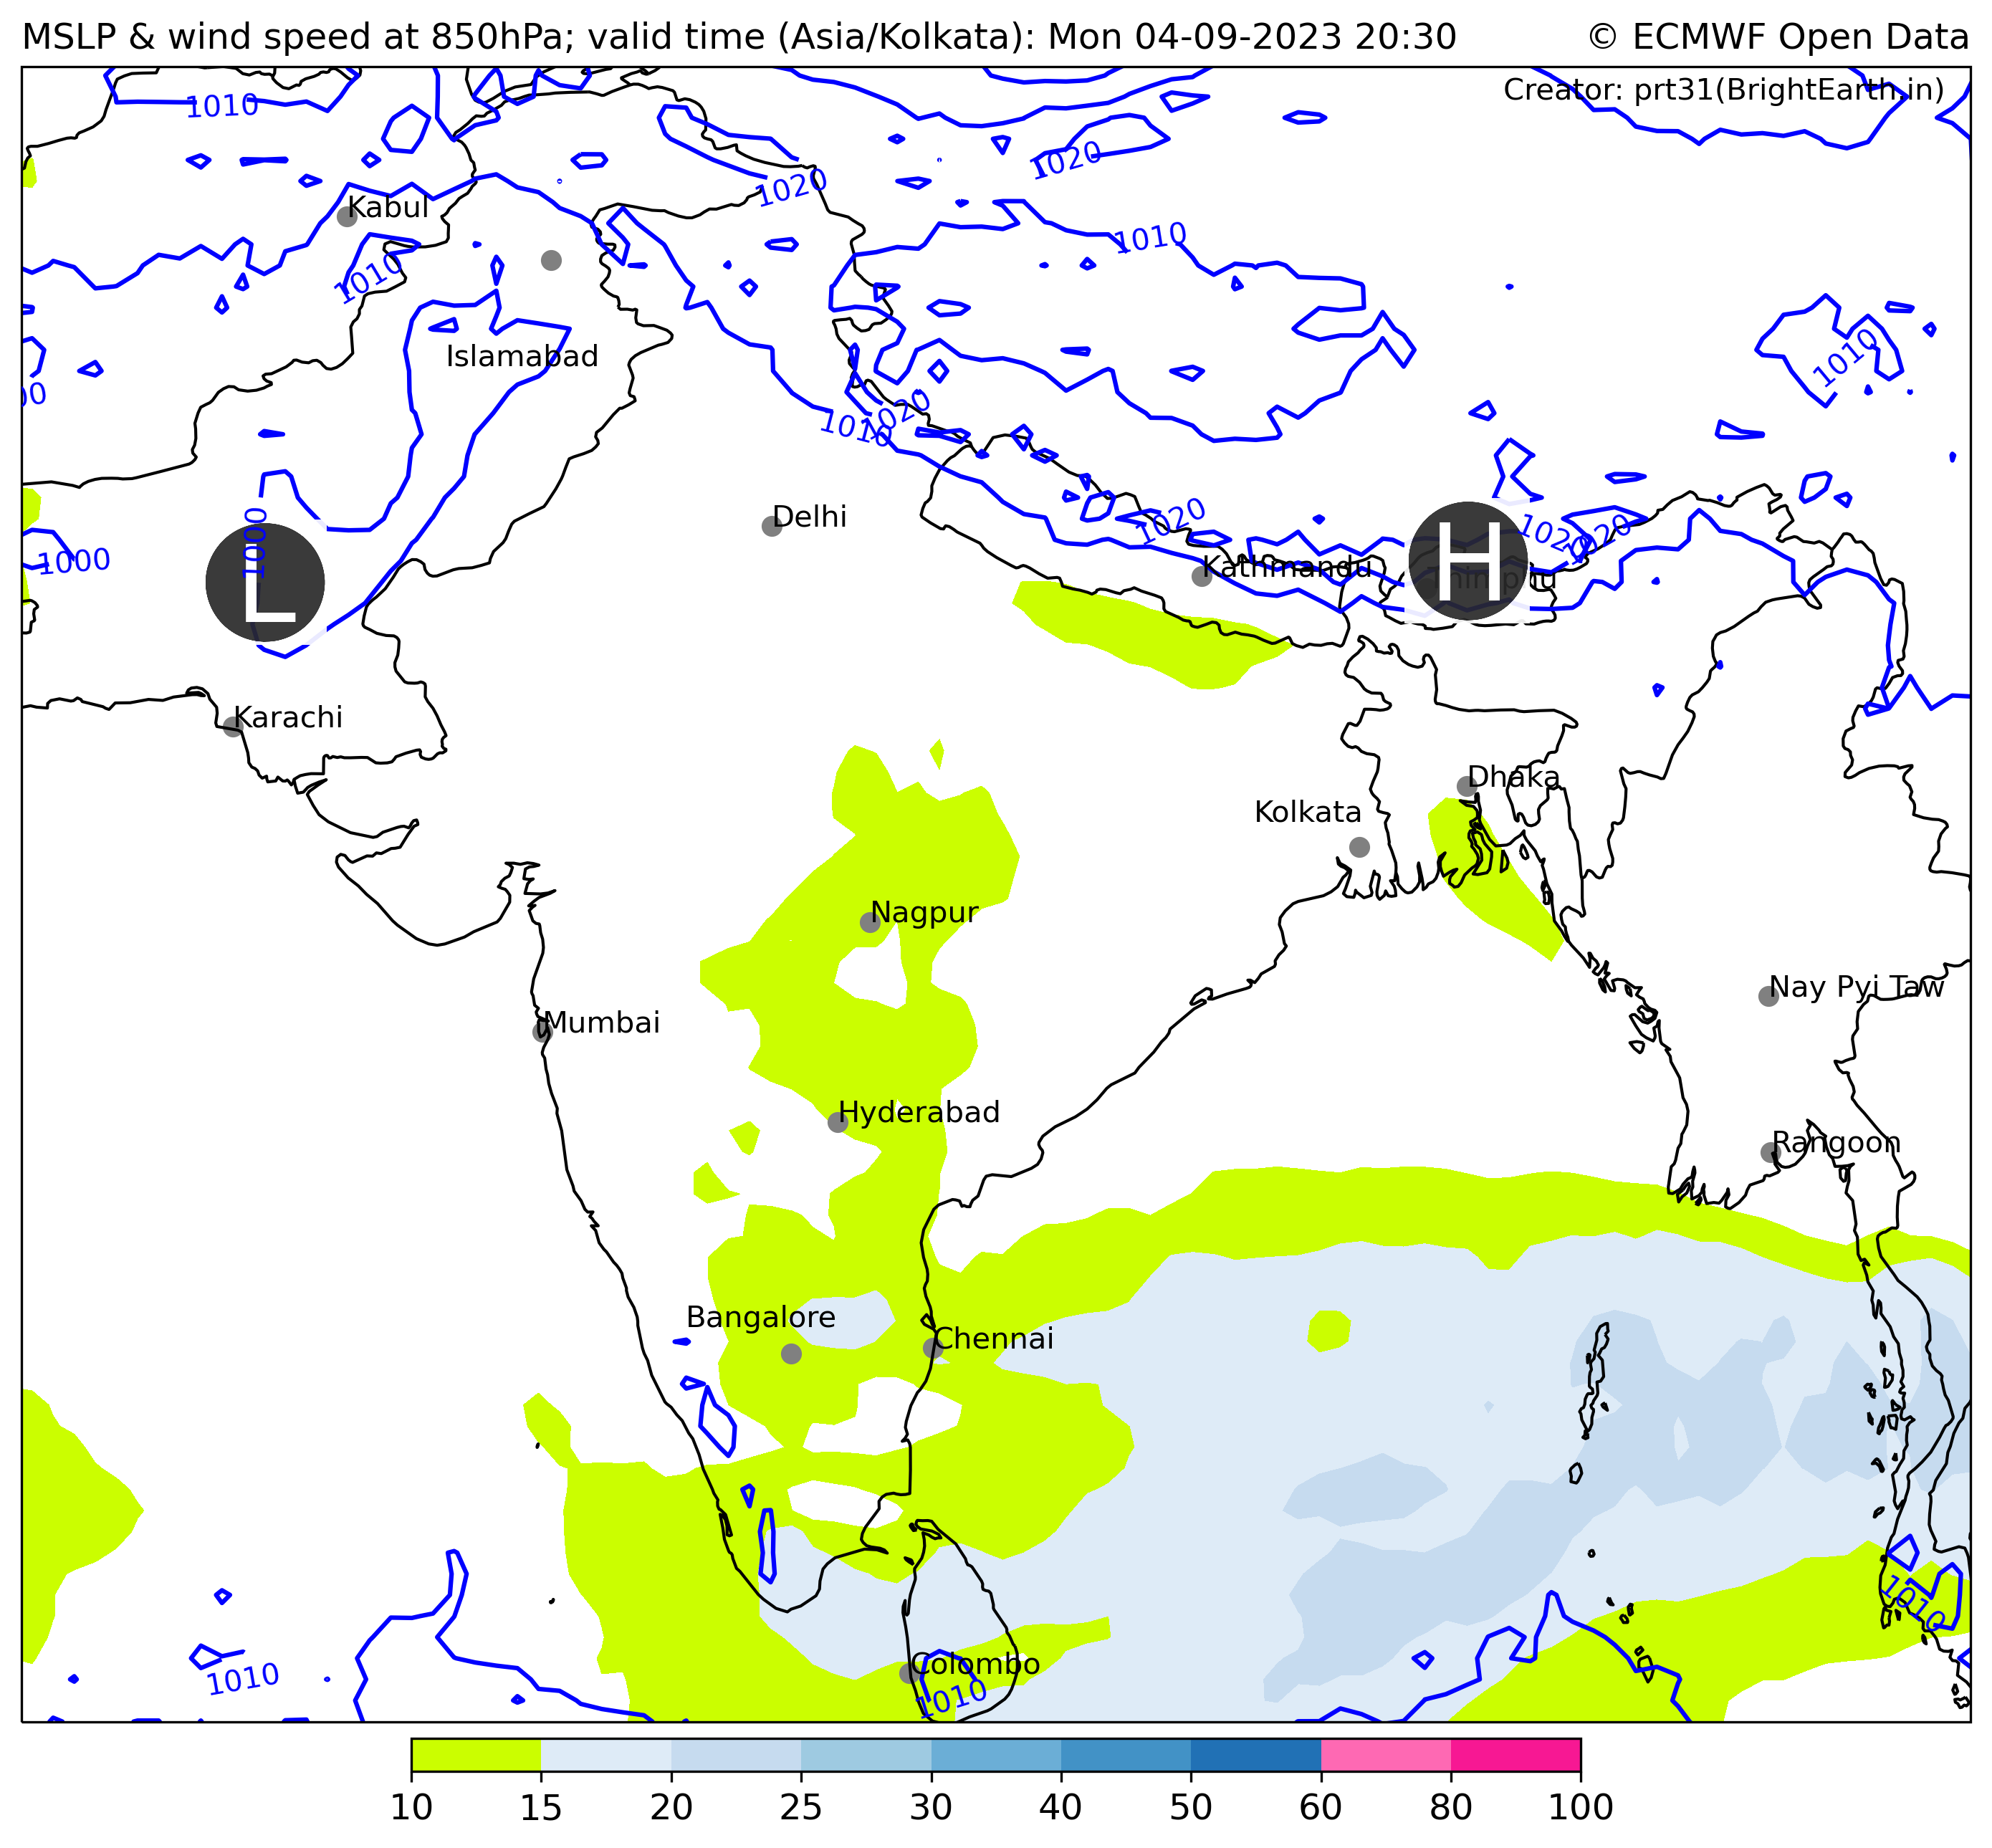 MSLP & wind speed at 850hPa; valid time (Asia/Kolkata): Mon 04-09-2023 20:30 © ECMWF Open Data
Creator: prt31(BrightEarth.in)
1010
1020
1020
Kabul
1010
1010
Islamabad
1010
1020
1010
1000
Delhi
1020
1020
1020
1000
L
H
Kathmandu
Thimphu
Karachi
Dhaka
Kolkata
Nagpur
Nay Pyi Taw
Mumbai
Hyderabad
Rangoon
Bangalore
Chennai
1010
Colombo
1010
1010
10 15 20 25 30 40 50 60 80 100